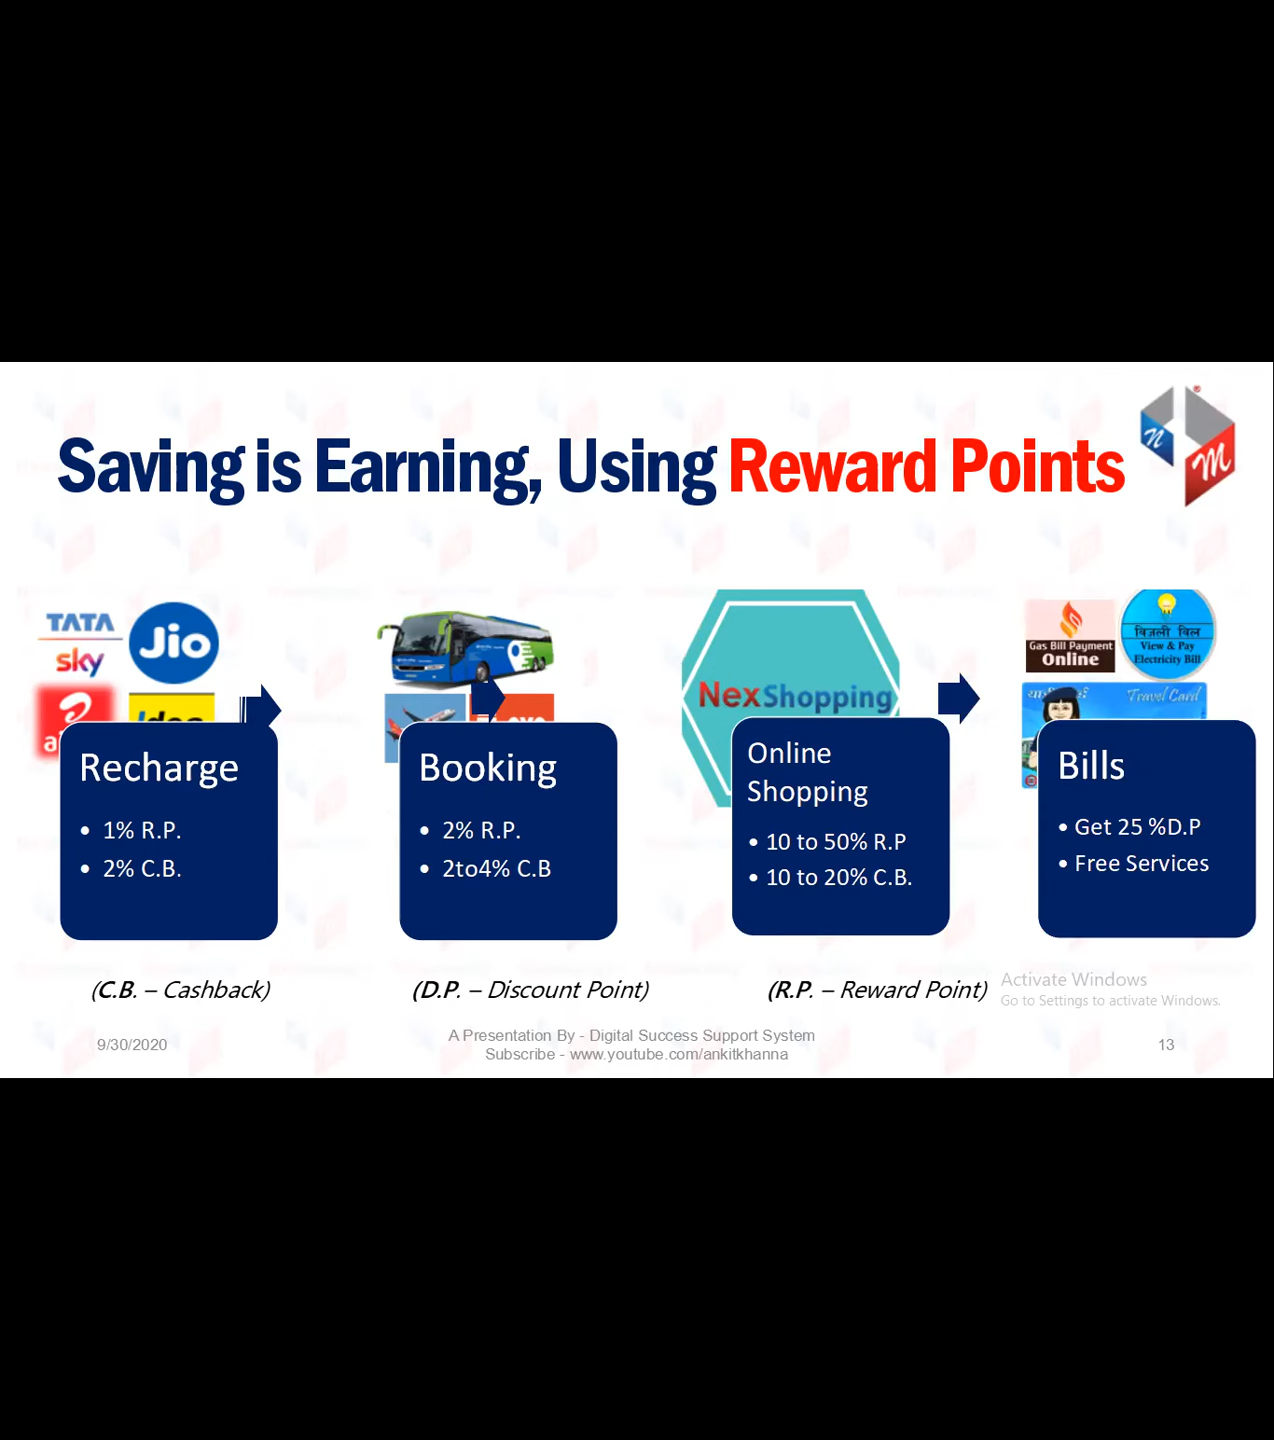 Saving is Earning, Using Reward Points
®
n
m
TATA
sky
Jio
Idea
NexShopping
Gas Bill Payment
Online
बिजली बिल
View & Pay
Electricity Bill
Travel Card
Recharge
• 1% R.P.
• 2% C.B.
Booking
• 2% R.P.
• 2to4% C.B
Online
Shopping
• 10 to 50% R.P
• 10 to 20% C.B.
Bills
• Get 25 %D.P
• Free Services
(C.B. – Cashback)
(D.P. – Discount Point)
(R.P. – Reward Point)
Activate Windows
Go to Settings to activate Windows.
9/30/2020
A Presentation By - Digital Success Support System
Subscribe - www.youtube.com/ankitkhanna
13